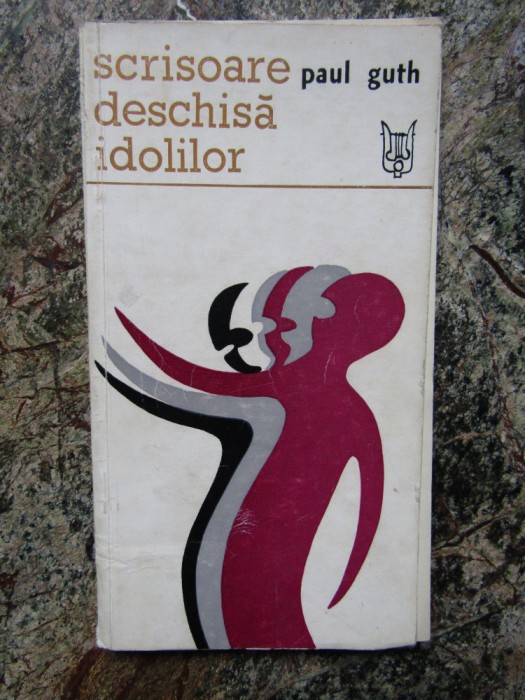 scrisoare
deschisă
idolilor
paul guth